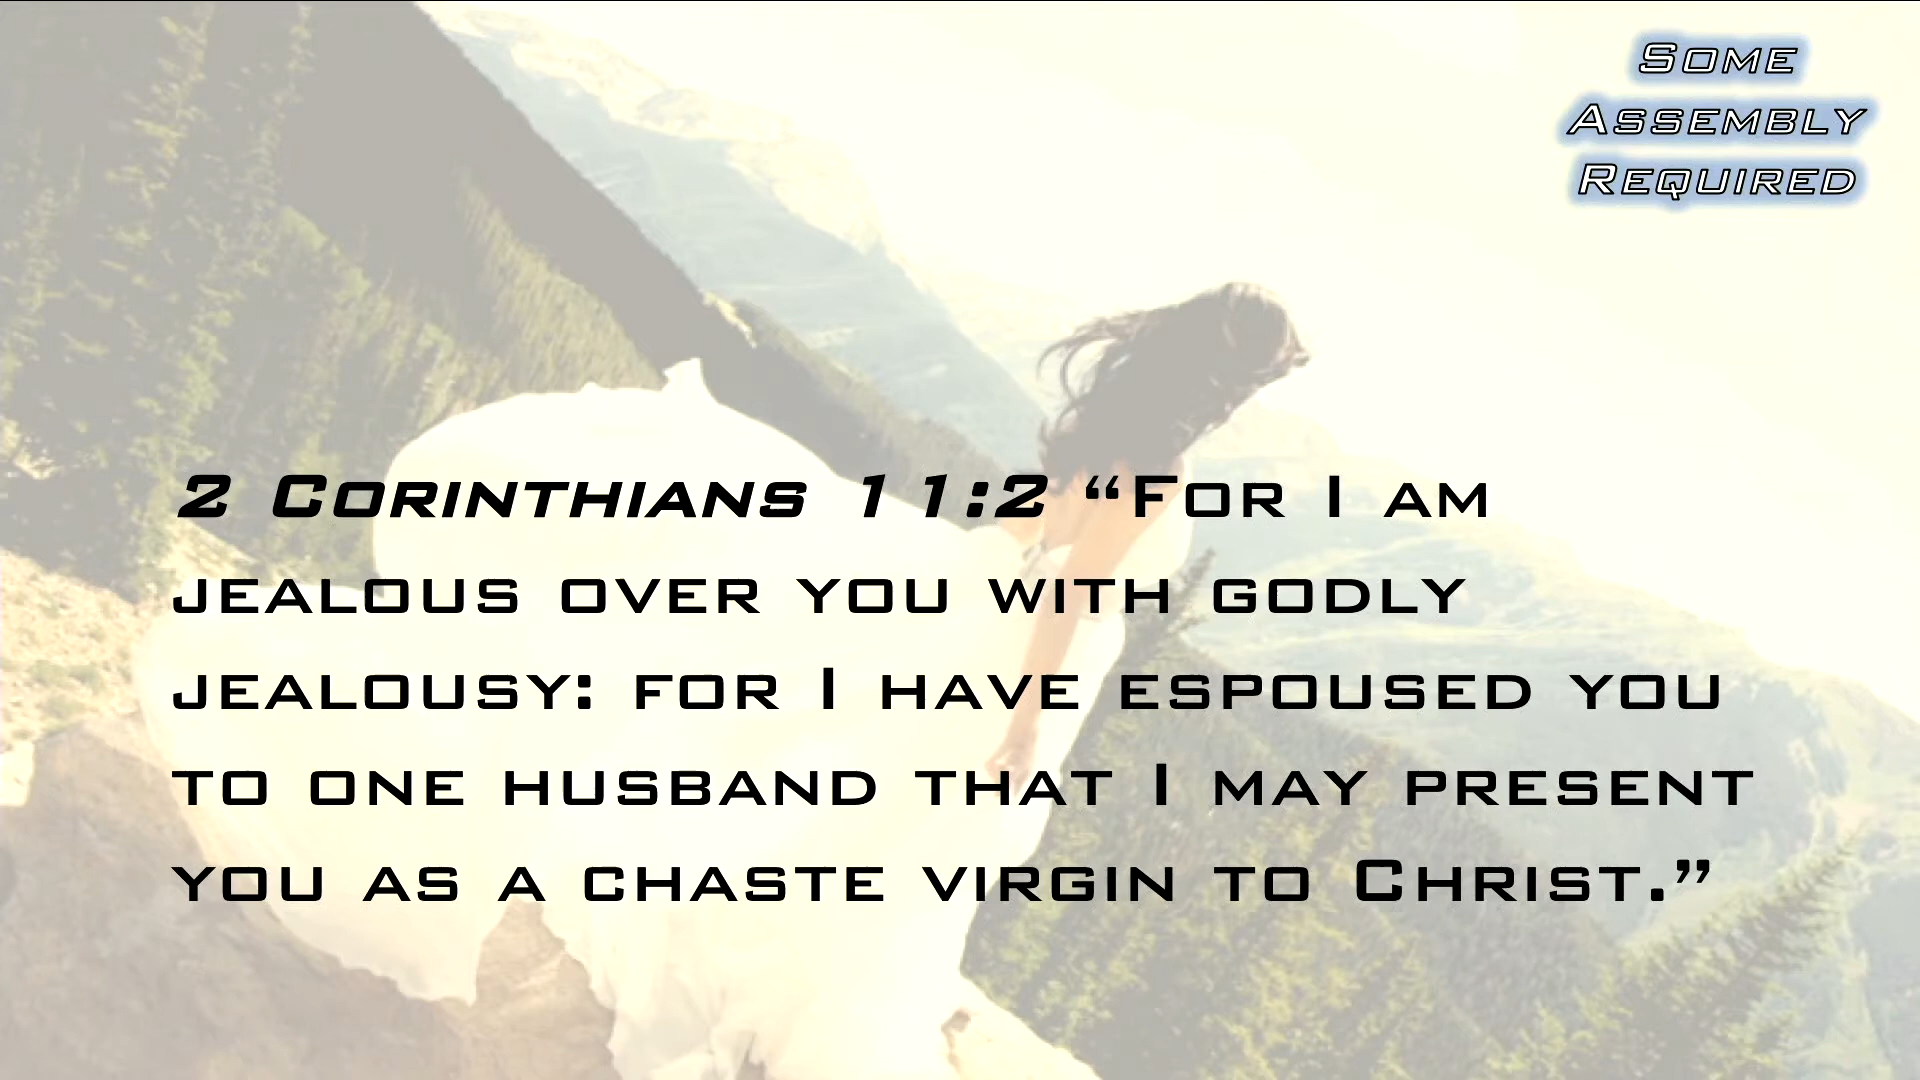 Some
Assembly
Required
2 Corinthians 11:2 “For I am
jealous over you with godly
jealousy: for I have espoused you
to one husband that I may present
you as a chaste virgin to Christ.”